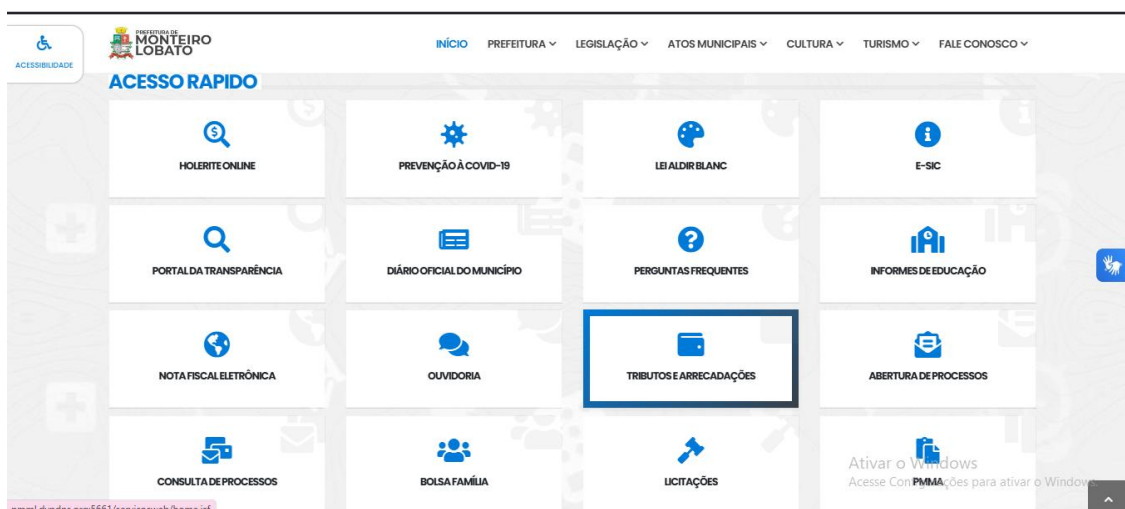 PREFEITURA DE
MONTEIRO
LOBATO
INÍCIO PREFEITURA LEGISLAÇÃO ATOS MUNICIPAIS CULTURA TURISMO FALE CONOSCO
ACESSIBILIDADE
ACESSO RAPIDO
HOLERITE ONLINE PREVENÇÃO À COVID-19 LEI ALDIR BLANC E-SIC
PORTAL DA TRANSPARÊNCIA DIÁRIO OFICIAL DO MUNICÍPIO PERGUNTAS FREQUENTES INFORMES DE EDUCAÇÃO
NOTA FISCAL ELETRÔNICA OUVIDORIA TRIBUTOS E ARRECADAÇÕES ABERTURA DE PROCESSOS
Ativar o Windows
CONSULTA DE PROCESSOS BOLSA FAMÍLIA LICITAÇÕES PMMA
Acesse Configurações para ativar o Windows.